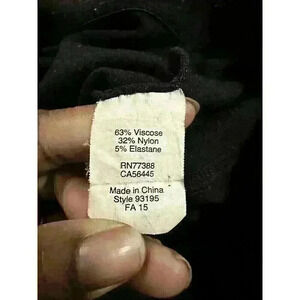 63% Viscose
32% Nylon
5% Elastane
RN77388
CA56445
Made in China
Style 93195
FA 15